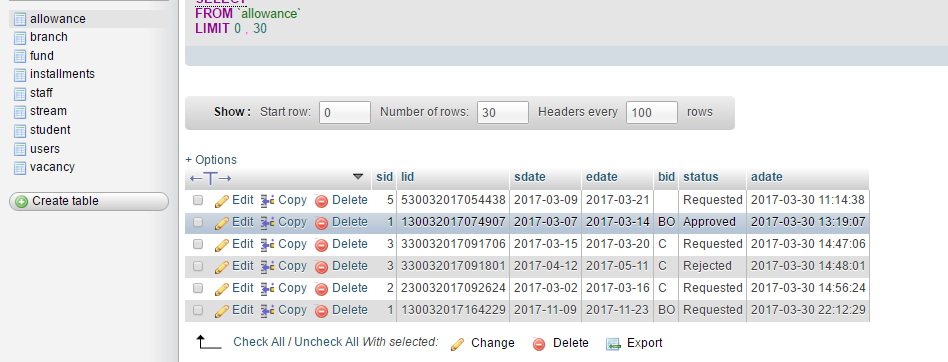 allowance
branch
fund
installments
staff
stream
student
users
vacancy
Create table
SELECT
FROM `allowance`
LIMIT 0 , 30
Show : Start row: 0 Number of rows: 30 Headers every 100 rows
+ Options
←T→ sid lid sdate edate bid status adate
Edit Copy Delete 5 530032017054438 2017-03-09 2017-03-21 Requested 2017-03-30 11:14:38
Edit Copy Delete 1 130032017074907 2017-03-07 2017-03-14 BO Approved 2017-03-30 13:19:07
Edit Copy Delete 3 330032017091706 2017-03-15 2017-03-20 C Requested 2017-03-30 14:47:06
Edit Copy Delete 3 330032017091801 2017-04-12 2017-05-11 C Rejected 2017-03-30 14:48:01
Edit Copy Delete 2 230032017092624 2017-03-02 2017-03-16 C Requested 2017-03-30 14:56:24
Edit Copy Delete 1 130032017164229 2017-11-09 2017-11-23 BO Requested 2017-03-30 22:12:29
Check All / Uncheck All With selected: Change Delete Export